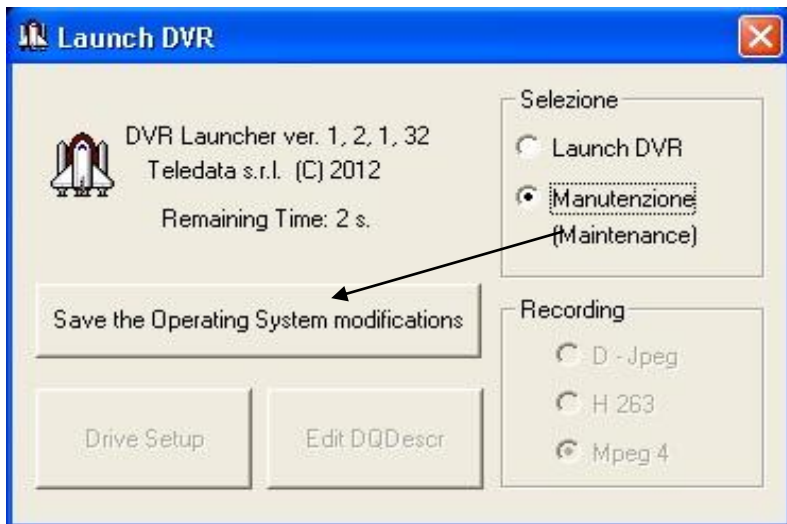 Launch DVR
DVR Launcher ver. 1, 2, 1, 32
Teledata s.r.l. (C) 2012
Remaining Time: 2 s.
Selezione
Launch DVR
Manutenzione
(Maintenance)
Save the Operating System modifications
Recording
D - Jpeg
H 263
Mpeg 4
Drive Setup
Edit DQDescr